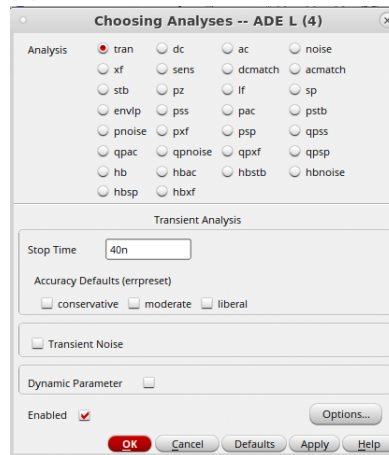 Choosing Analyses -- ADE L (4)
Analysis tran dc ac noise
xf sens dcmatch acmatch
stb pz lf sp
envlp pss pac pstb
pnoise pxf psp qpss
qpac qpnoise qpxf qpsp
hb hbac hbstb hbnoise
hbsp hbxf
Transient Analysis
Stop Time 40n
Accuracy Defaults (errpreset)
conservative moderate liberal
Transient Noise
Dynamic Parameter
Enabled Options...
OK Cancel Defaults Apply Help